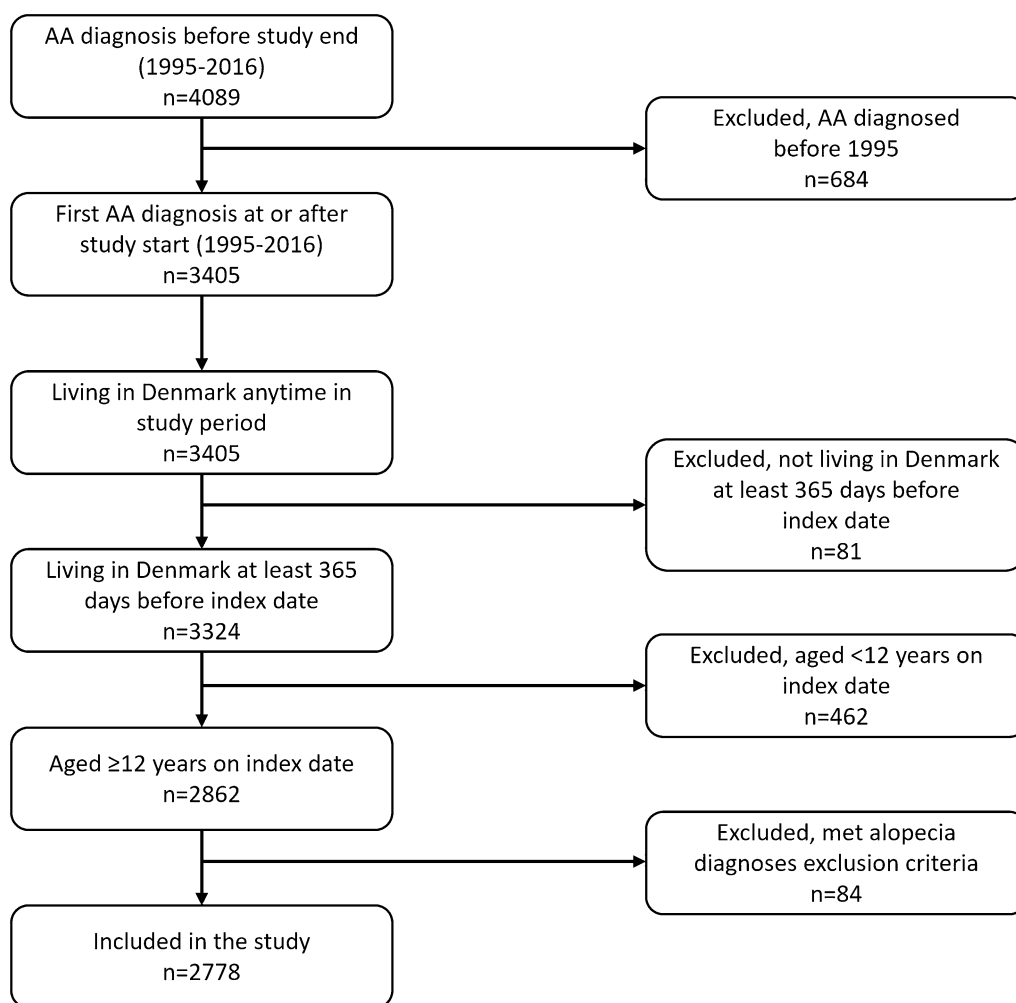 AA diagnosis before study end
(1995-2016)
n=4089
Excluded, AA diagnosed
before 1995
n=684
First AA diagnosis at or after
study start (1995-2016)
n=3405
Living in Denmark anytime in
study period
n=3405
Excluded, not living in Denmark
at least 365 days before
index date
n=81
Living in Denmark at least 365
days before index date
n=3324
Excluded, aged <12 years on
index date
n=462
Aged ≥12 years on index date
n=2862
Excluded, met alopecia
diagnoses exclusion criteria
n=84
Included in the study
n=2778